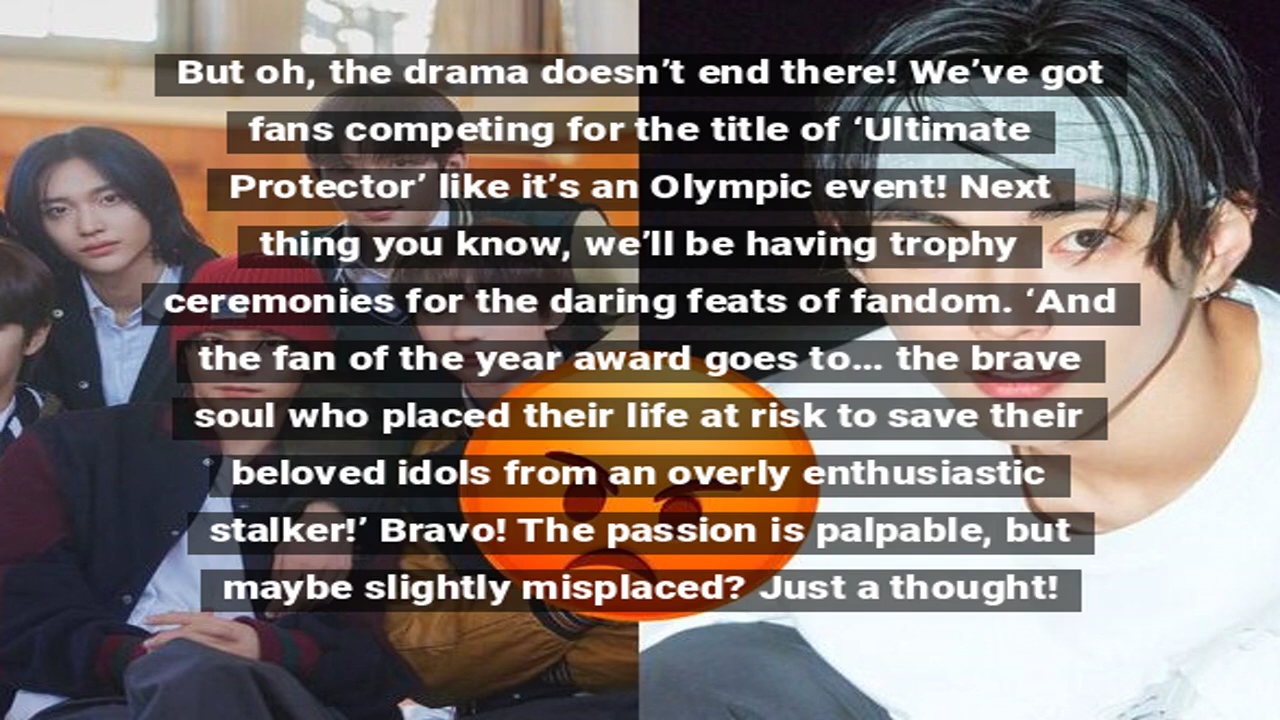 But oh, the drama doesn’t end there! We’ve got
fans competing for the title of ‘Ultimate
Protector’ like it’s an Olympic event! Next
thing you know, we’ll be having trophy
ceremonies for the daring feats of fandom. ‘And
the fan of the year award goes to... the brave
soul who placed their life at risk to save their
beloved idols from an overly enthusiastic
stalker!’ Bravo! The passion is palpable, but
maybe slightly misplaced? Just a thought!